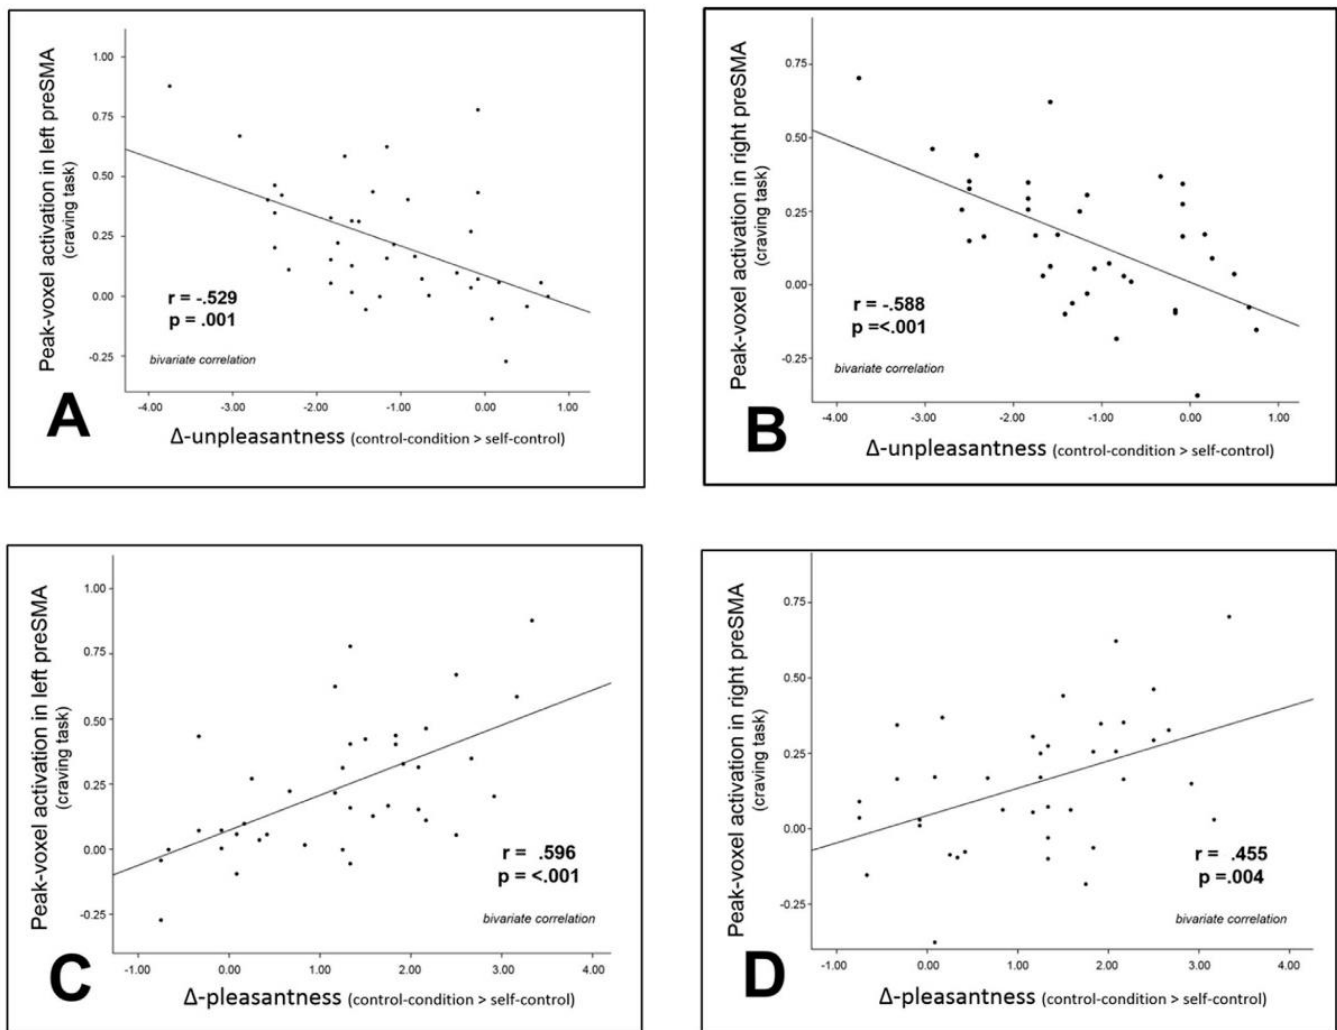 Peak-voxel activation in left preSMA
(craving task)
1.00
0.75
0.50
0.25
0.00
-0.25
r = -.529
p = .001
bivariate correlation
-4.00 -3.00 -2.00 -1.00 0.00 1.00
A
Δ-unpleasantness (control-condition > self-control)
Peak-voxel activation in right preSMA
(craving task)
0.75
0.50
0.25
0.00
-0.25
r = -.588
p =<.001
bivariate correlation
-4.00 -3.00 -2.00 -1.00 0.00 1.00
B
Δ-unpleasantness (control-condition > self-control)
Peak-voxel activation in left preSMA
(craving task)
1.00
0.75
0.50
0.25
0.00
-0.25
r = .596
p = <.001
bivariate correlation
-1.00 0.00 1.00 2.00 3.00 4.00
C
Δ-pleasantness (control-condition > self-control)
Peak-voxel activation in right preSMA
(craving task)
0.75
0.50
0.25
0.00
-0.25
r = .455
p =.004
bivariate correlation
-1.00 0.00 1.00 2.00 3.00 4.00
D
Δ-pleasantness (control-condition > self-control)